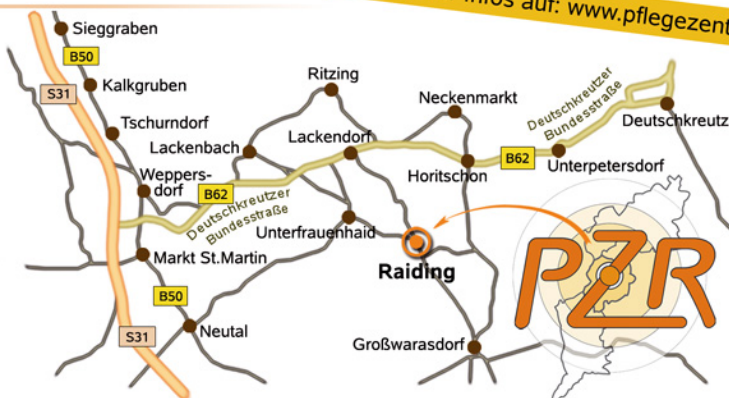 Infos auf: www.pflegezent
Sieggraben
B50
S31
Kalkgruben
Ritzing
Neckenmarkt
Deutschkreutzer
Bundesstraße
Deutschkreutz
Tschurndorf
Lackenbach
Lackendorf
B62
Unterpetersdorf
Horitschon
Weppers-
dorf
B62
Deutschkreutzer
Bundesstraße
Unterfrauenhaid
Markt St.Martin
Raiding
PZR
B50
S31
Neutal
Großwarasdorf